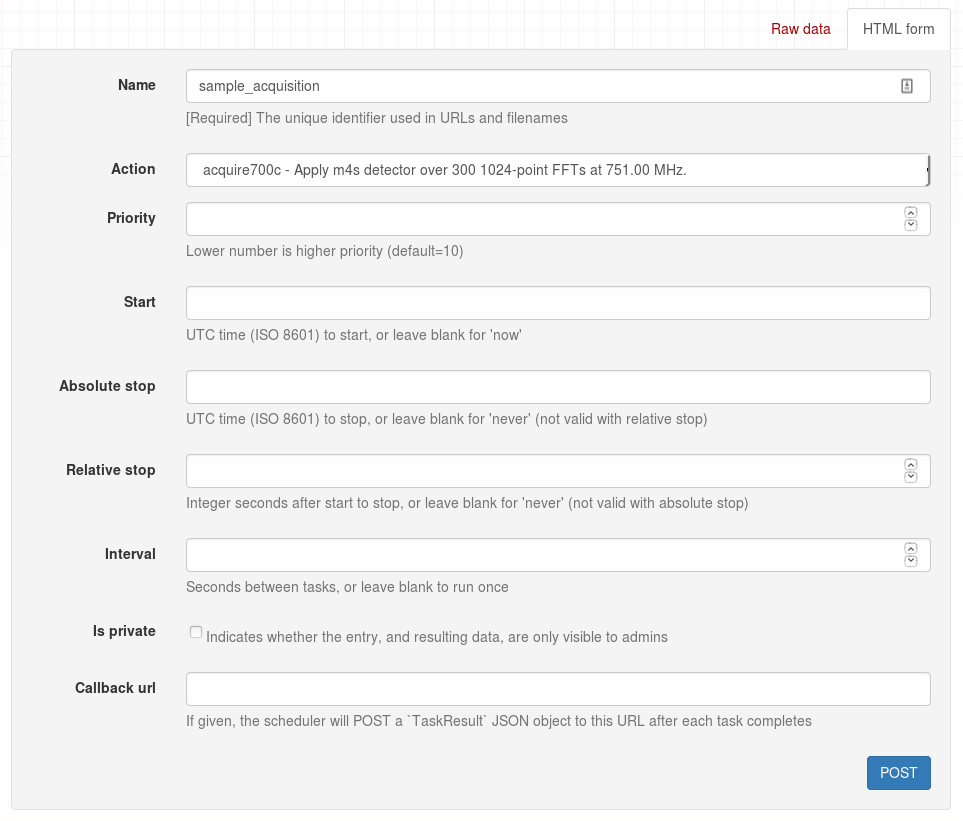 Raw data
HTML form
Name
sample_acquisition
[Required] The unique identifier used in URLs and filenames
Action
acquire700c - Apply m4s detector over 300 1024-point FFTs at 751.00 MHz.
Priority
Lower number is higher priority (default=10)
Start
UTC time (ISO 8601) to start, or leave blank for 'now'
Absolute stop
UTC time (ISO 8601) to stop, or leave blank for 'never' (not valid with relative stop)
Relative stop
Integer seconds after start to stop, or leave blank for 'never' (not valid with absolute stop)
Interval
Seconds between tasks, or leave blank to run once
Is private
Indicates whether the entry, and resulting data, are only visible to admins
Callback url
If given, the scheduler will POST a `TaskResult` JSON object to this URL after each task completes
POST